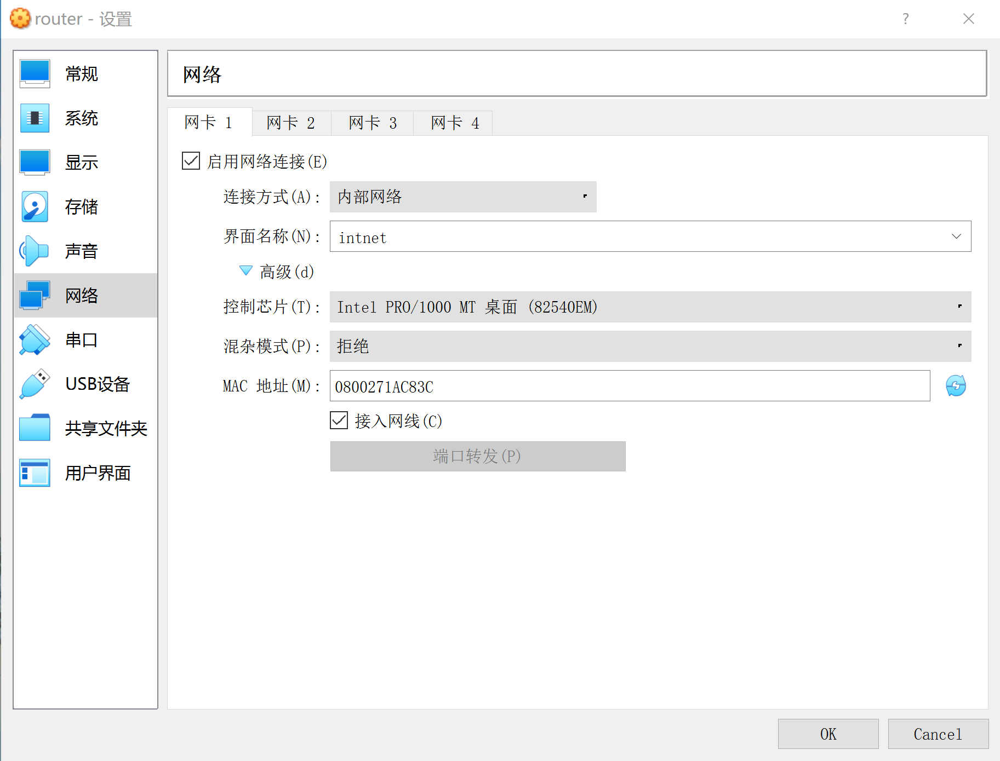 router - 设置
?
常规
系统
显示
存储
声音
网络
串口
USB设备
共享文件夹
用户界面
网络
网卡 1 网卡 2 网卡 3 网卡 4
启用网络连接(E)
连接方式(A): 内部网络
界面名称(N): intnet
高级(d)
控制芯片(T): Intel PRO/1000 MT 桌面 (82540EM)
混杂模式(P): 拒绝
MAC 地址(M): 0800271AC83C
接入网线(C)
端口转发(P)
OK Cancel